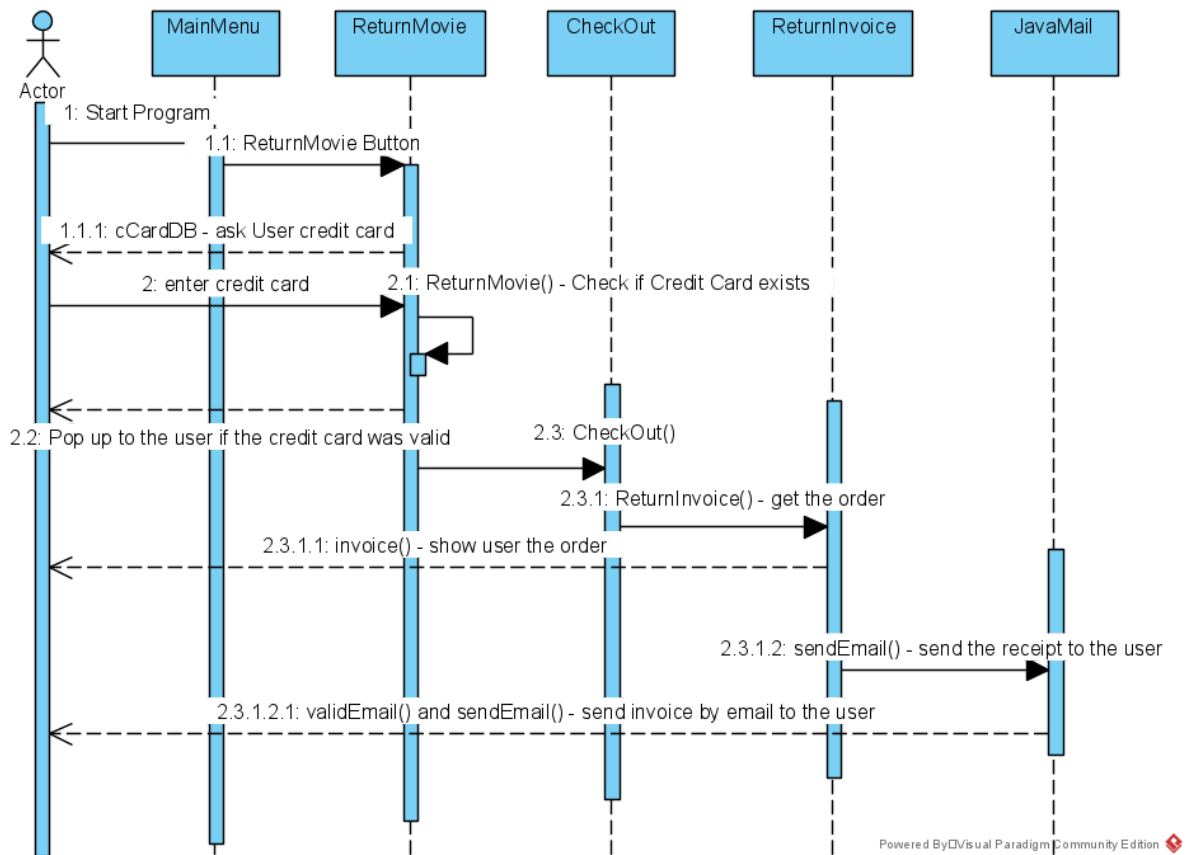 MainMenu
ReturnMovie
CheckOut
ReturnInvoice
JavaMail
Actor
1: Start Program
1.1: ReturnMovie Button
1.1.1: cCardDB - ask User credit card
2: enter credit card
2.1: ReturnMovie() - Check if Credit Card exists
2.2: Pop up to the user if the credit card was valid
2.3: CheckOut()
2.3.1: ReturnInvoice() - get the order
2.3.1.1: invoice() - show user the order
2.3.1.2: sendEmail() - send the receipt to the user
2.3.1.2.1: validEmail() and sendEmail() - send invoice by email to the user
Powered By□Visual Paradigm Community Edition